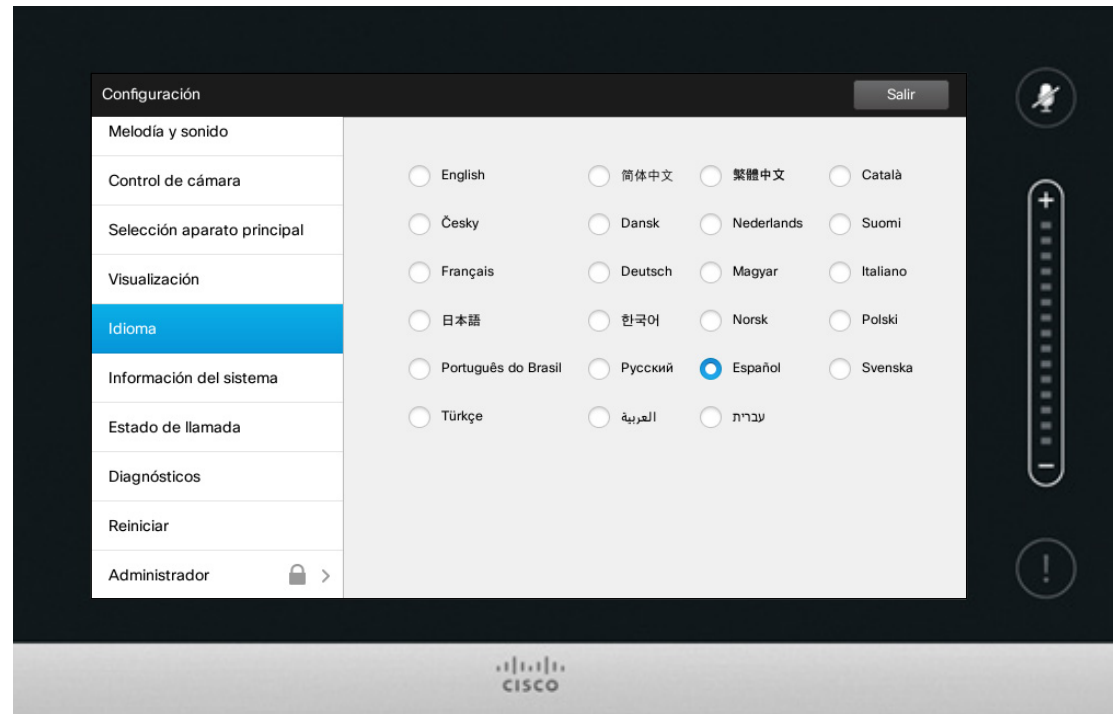 Configuración
Salir
Melodía y sonido
Control de cámara
Selección aparato principal
Visualización
Idioma
Información del sistema
Estado de llamada
Diagnósticos
Reiniciar
Administrador
English 简体中文 繁體中文 Català
Česky Dansk Nederlands Suomi
Français Deutsch Magyar Italiano
日本語 한국어 Norsk Polski
Português do Brasil Русский Español Svenska
Türkçe العربية עברית
+
−
!
CISCO